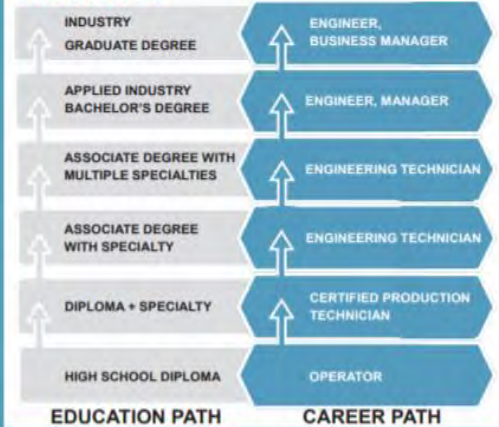 INDUSTRY
GRADUATE DEGREE
ENGINEER,
BUSINESS MANAGER
APPLIED INDUSTRY
BACHELOR'S DEGREE
ENGINEER, MANAGER
ASSOCIATE DEGREE WITH
MULTIPLE SPECIALTIES
ENGINEERING TECHNICIAN
ASSOCIATE DEGREE
WITH SPECIALTY
ENGINEERING TECHNICIAN
DIPLOMA + SPECIALTY
CERTIFIED PRODUCTION
TECHNICIAN
HIGH SCHOOL DIPLOMA
OPERATOR
EDUCATION PATH
CAREER PATH